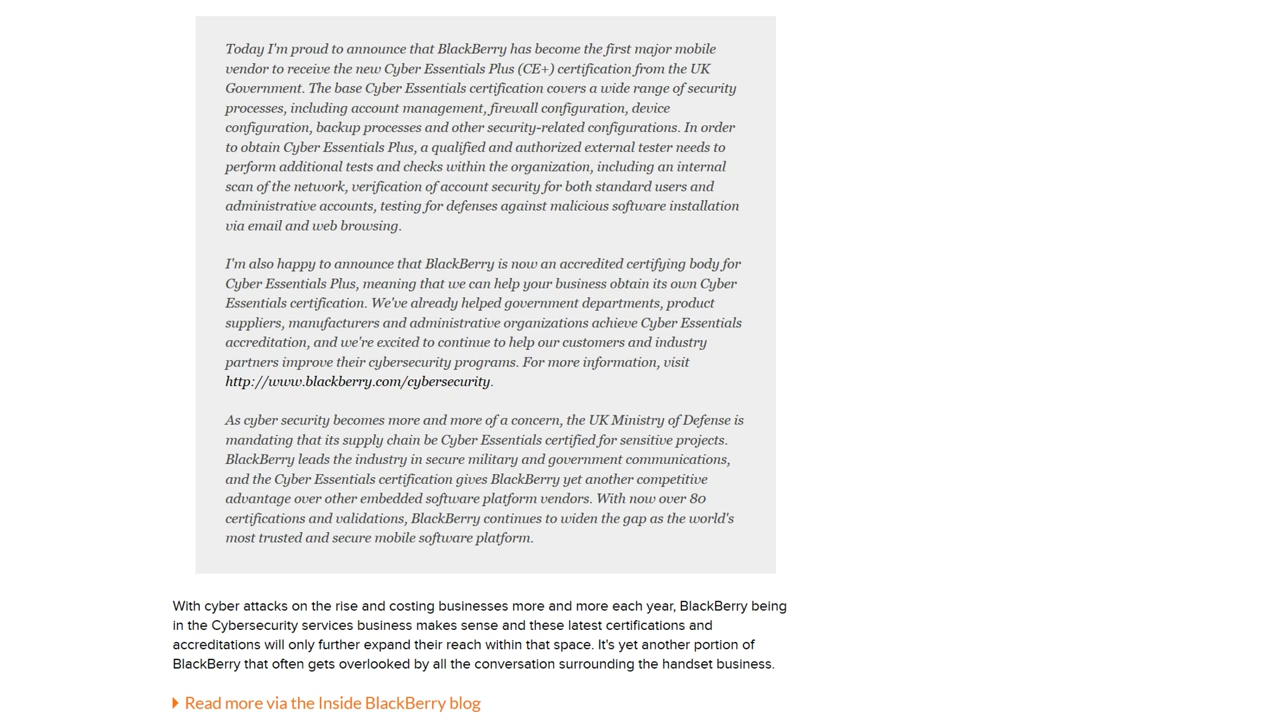 Today I'm proud to announce that BlackBerry has become the first major mobile
vendor to receive the new Cyber Essentials Plus (CE+) certification from the UK
Government. The base Cyber Essentials certification covers a wide range of security
processes, including account management, firewall configuration, device
configuration, backup processes and other security-related configurations. In order
to obtain Cyber Essentials Plus, a qualified and authorized external tester needs to
perform additional tests and checks within the organization, including an internal
scan of the network, verification of account security for both standard users and
administrative accounts, testing for defenses against malicious software installation
via email and web browsing.
I'm also happy to announce that BlackBerry is now an accredited certifying body for
Cyber Essentials Plus, meaning that we can help your business obtain its own Cyber
Essentials certification. We've already helped government departments, product
suppliers, manufacturers and administrative organizations achieve Cyber Essentials
accreditation, and we're excited to continue to help our customers and industry
partners improve their cybersecurity programs. For more information, visit
http://www.blackberry.com/cybersecurity.
As cyber security becomes more and more of a concern, the UK Ministry of Defense is
mandating that its supply chain be Cyber Essentials certified for sensitive projects.
BlackBerry leads the industry in secure military and government communications,
and the Cyber Essentials certification gives BlackBerry yet another competitive
advantage over other embedded software platform vendors. With now over 80
certifications and validations, BlackBerry continues to widen the gap as the world's
most trusted and secure mobile software platform.
With cyber attacks on the rise and costing businesses more and more each year, BlackBerry being
in the Cybersecurity services business makes sense and these latest certifications and
accreditations will only further expand their reach within that space. It's yet another portion of
BlackBerry that often gets overlooked by all the conversation surrounding the handset business.
Read more via the Inside BlackBerry blog